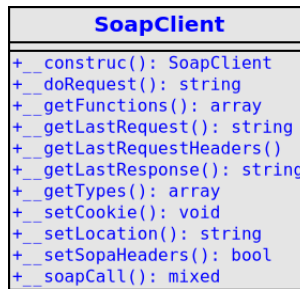 SoapClient
+__construc(): SoapClient
+__doRequest(): string
+__getFunctions(): array
+__getLastRequest(): string
+__getLastRequestHeaders()
+__getLastResponse(): string
+__getTypes(): array
+__setCookie(): void
+__setLocation(): string
+__setSopaHeaders(): bool
+__soapCall(): mixed